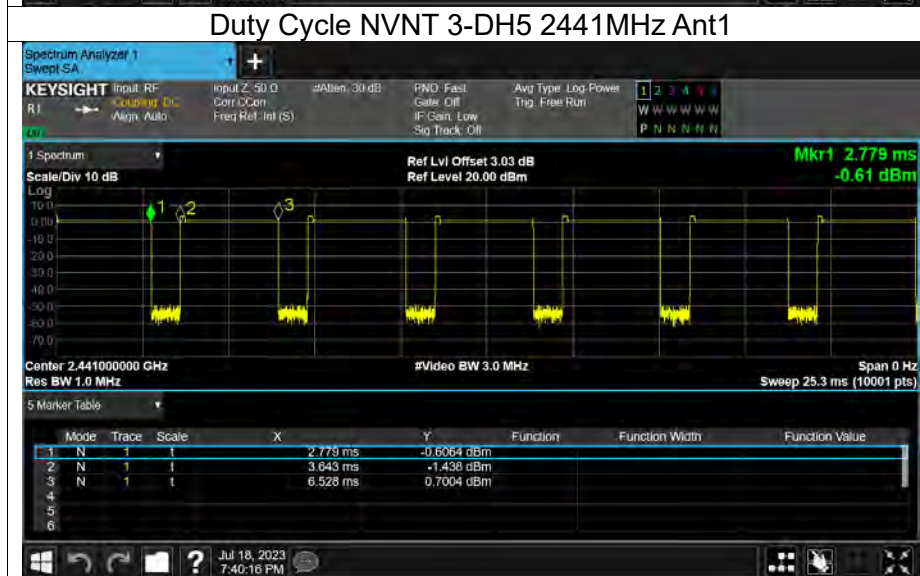 Duty Cycle NVNT 3-DH5 2441MHz Ant1
Spectrum Analyzer 1
Swept SA
+
KEYSIGHT Input: RF Input Z: 50 Ω #Atten: 30 dB PNO: Fast Avg Type: Log-Power 1 2 3 4 5 6
Coupling: DC Corr CCorr Gate: Off Trig: Free Run W W W W W W
Align: Auto Freq Ref: Int (S) IF Gain: Low
Sig Track: Off P N N N N N
1 Spectrum
Ref Lvl Offset 3.03 dB Mkr1 2.779 ms
Scale/Div 10 dB Ref Level 20.00 dBm -0.61 dBm
Log
10.0 1 2 3
0.00
-10.0
-20.0
-30.0
-40.0
-50.0
-60.0
-70.0
Center 2.441000000 GHz #Video BW 3.0 MHz Span 0 Hz
Res BW 1.0 MHz Sweep 25.3 ms (10001 pts)
5 Marker Table
Mode Trace Scale X Y Function Function Width Function Value
1 N 1 t 2.779 ms -0.6064 dBm
2 N 1 t 3.643 ms -1.438 dBm
3 N 1 t 6.528 ms 0.7004 dBm
4
5
6
? Jul 18, 2023
7:40:16 PM